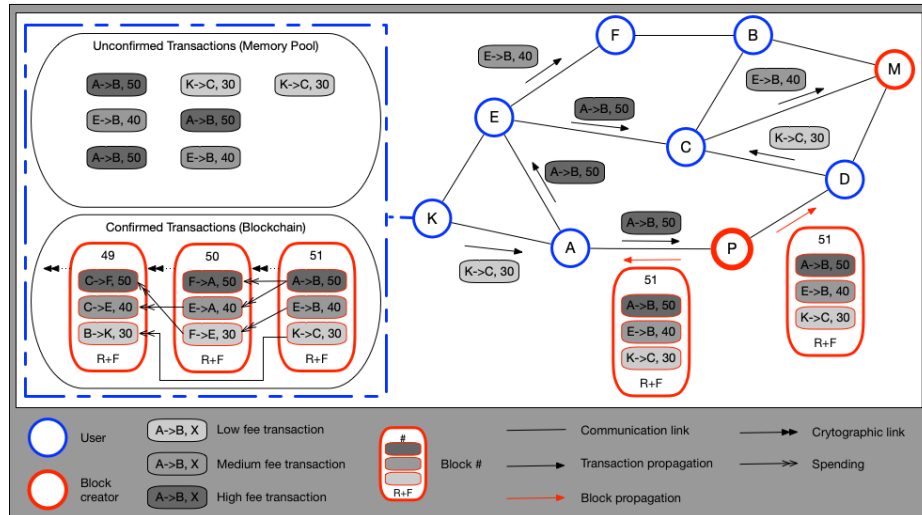 Unconfirmed Transactions (Memory Pool)
A->B, 50
K->C, 30
K->C, 30
E->B, 40
A->B, 50
A->B, 50
E->B, 40
Confirmed Transactions (Blockchain)
49
50
51
C->F, 50
F->A, 50
A->B, 50
C->E, 40
E->A, 40
E->B, 40
B->K, 30
F->E, 30
K->C, 30
R+F
R+F
R+F
F
B
M
E->B, 40
E->B, 40
A->B, 50
E
C
K->C, 30
D
A->B, 50
K
A
A->B, 50
P
K->C, 30
51
A->B, 50
E->B, 40
K->C, 30
R+F
51
A->B, 50
E->B, 40
K->C, 30
R+F
User
Block
creator
A->B, X
Low fee transaction
A->B, X
Medium fee transaction
A->B, X
High fee transaction
#
R+F
Block #
Communication link
Transaction propagation
Block propagation
Crytographic link
Spending